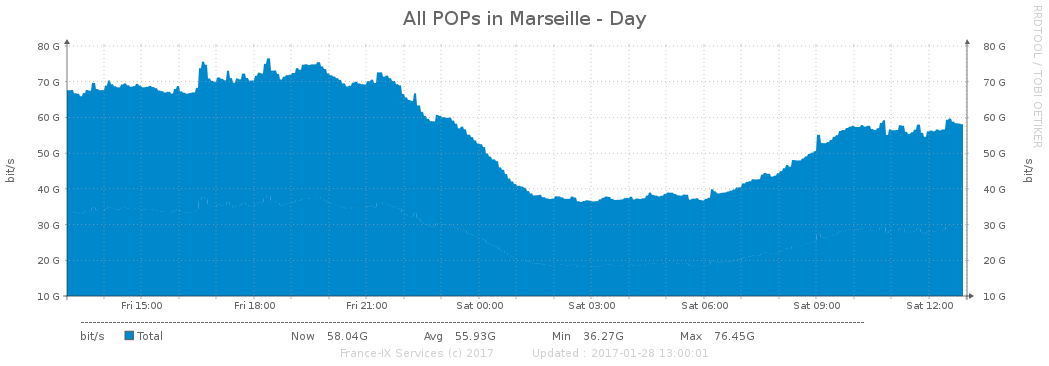 All POPs in Marseille - Day
RRDTOOL / TOBI OETIKER
bit/s
80 G 80 G
70 G 70 G
60 G 60 G
50 G 50 G
40 G 40 G
30 G 30 G
20 G 20 G
10 G 10 G
bit/s
Fri 15:00 Fri 18:00 Fri 21:00 Sat 00:00 Sat 03:00 Sat 06:00 Sat 09:00 Sat 12:00
bit/s Total Now 58.04G Avg 55.93G Min 36.27G Max 76.45G
France-IX Services (c) 2017 Updated : 2017-01-28 13:00:01